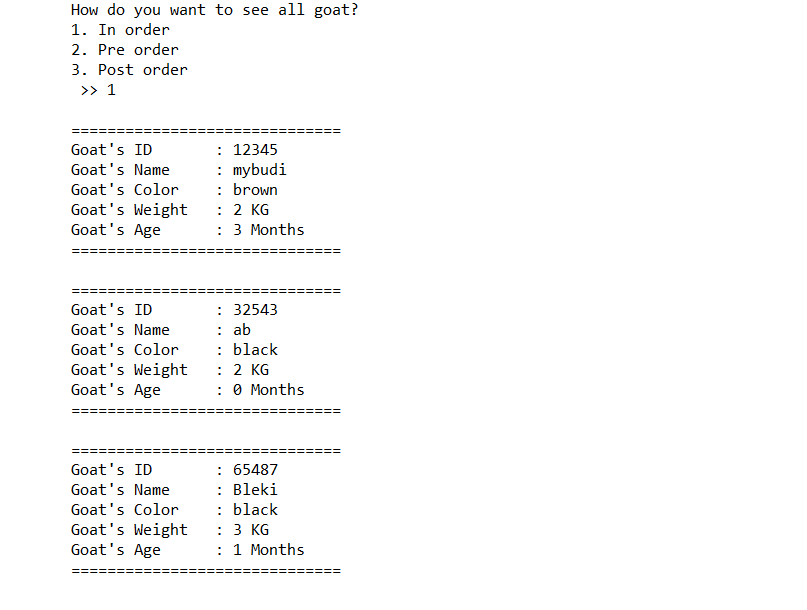 How do you want to see all goat?
1. In order
2. Pre order
3. Post order
>> 1
==============================
Goat's ID       : 12345
Goat's Name     : mybudi
Goat's Color    : brown
Goat's Weight   : 2 KG
Goat's Age      : 3 Months
==============================
==============================
Goat's ID       : 32543
Goat's Name     : ab
Goat's Color    : black
Goat's Weight   : 2 KG
Goat's Age      : 0 Months
==============================
==============================
Goat's ID       : 65487
Goat's Name     : Bleki
Goat's Color    : black
Goat's Weight   : 3 KG
Goat's Age      : 1 Months
==============================